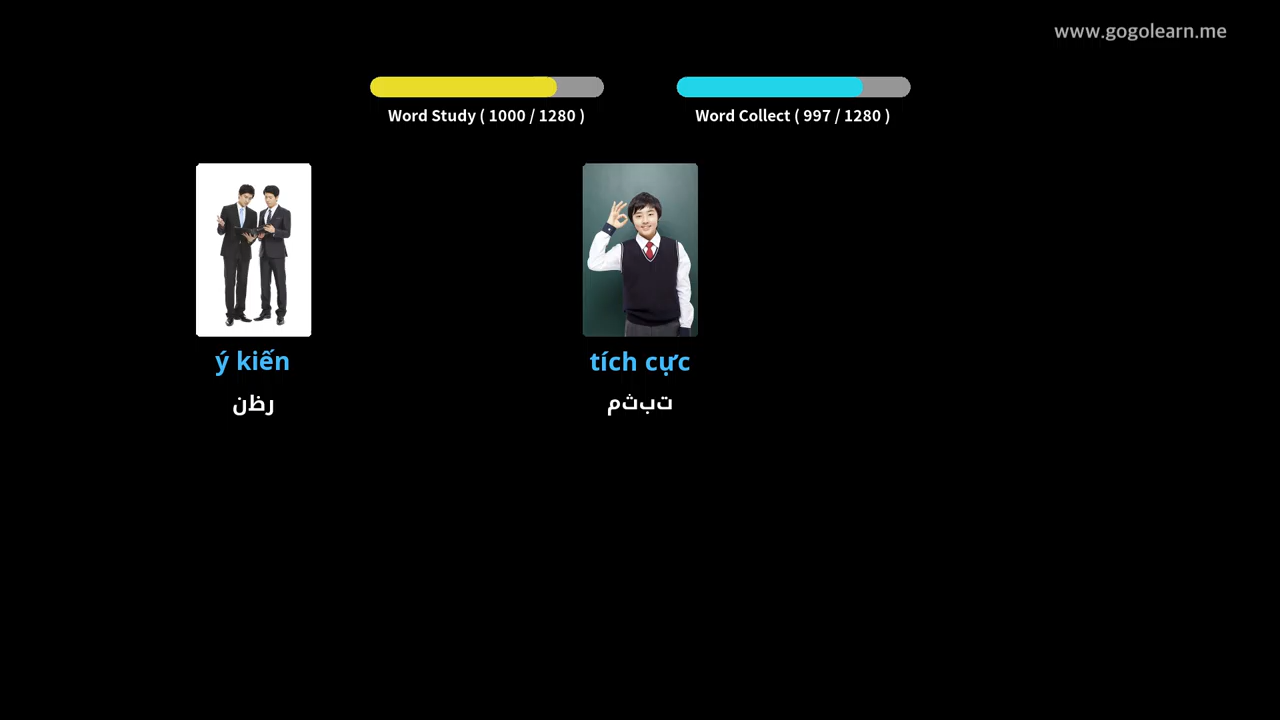 www.gogolearn.me
Word Study ( 1000 / 1280 )
Word Collect ( 997 / 1280 )
ý kiến
رظن
tích cực
تبثم